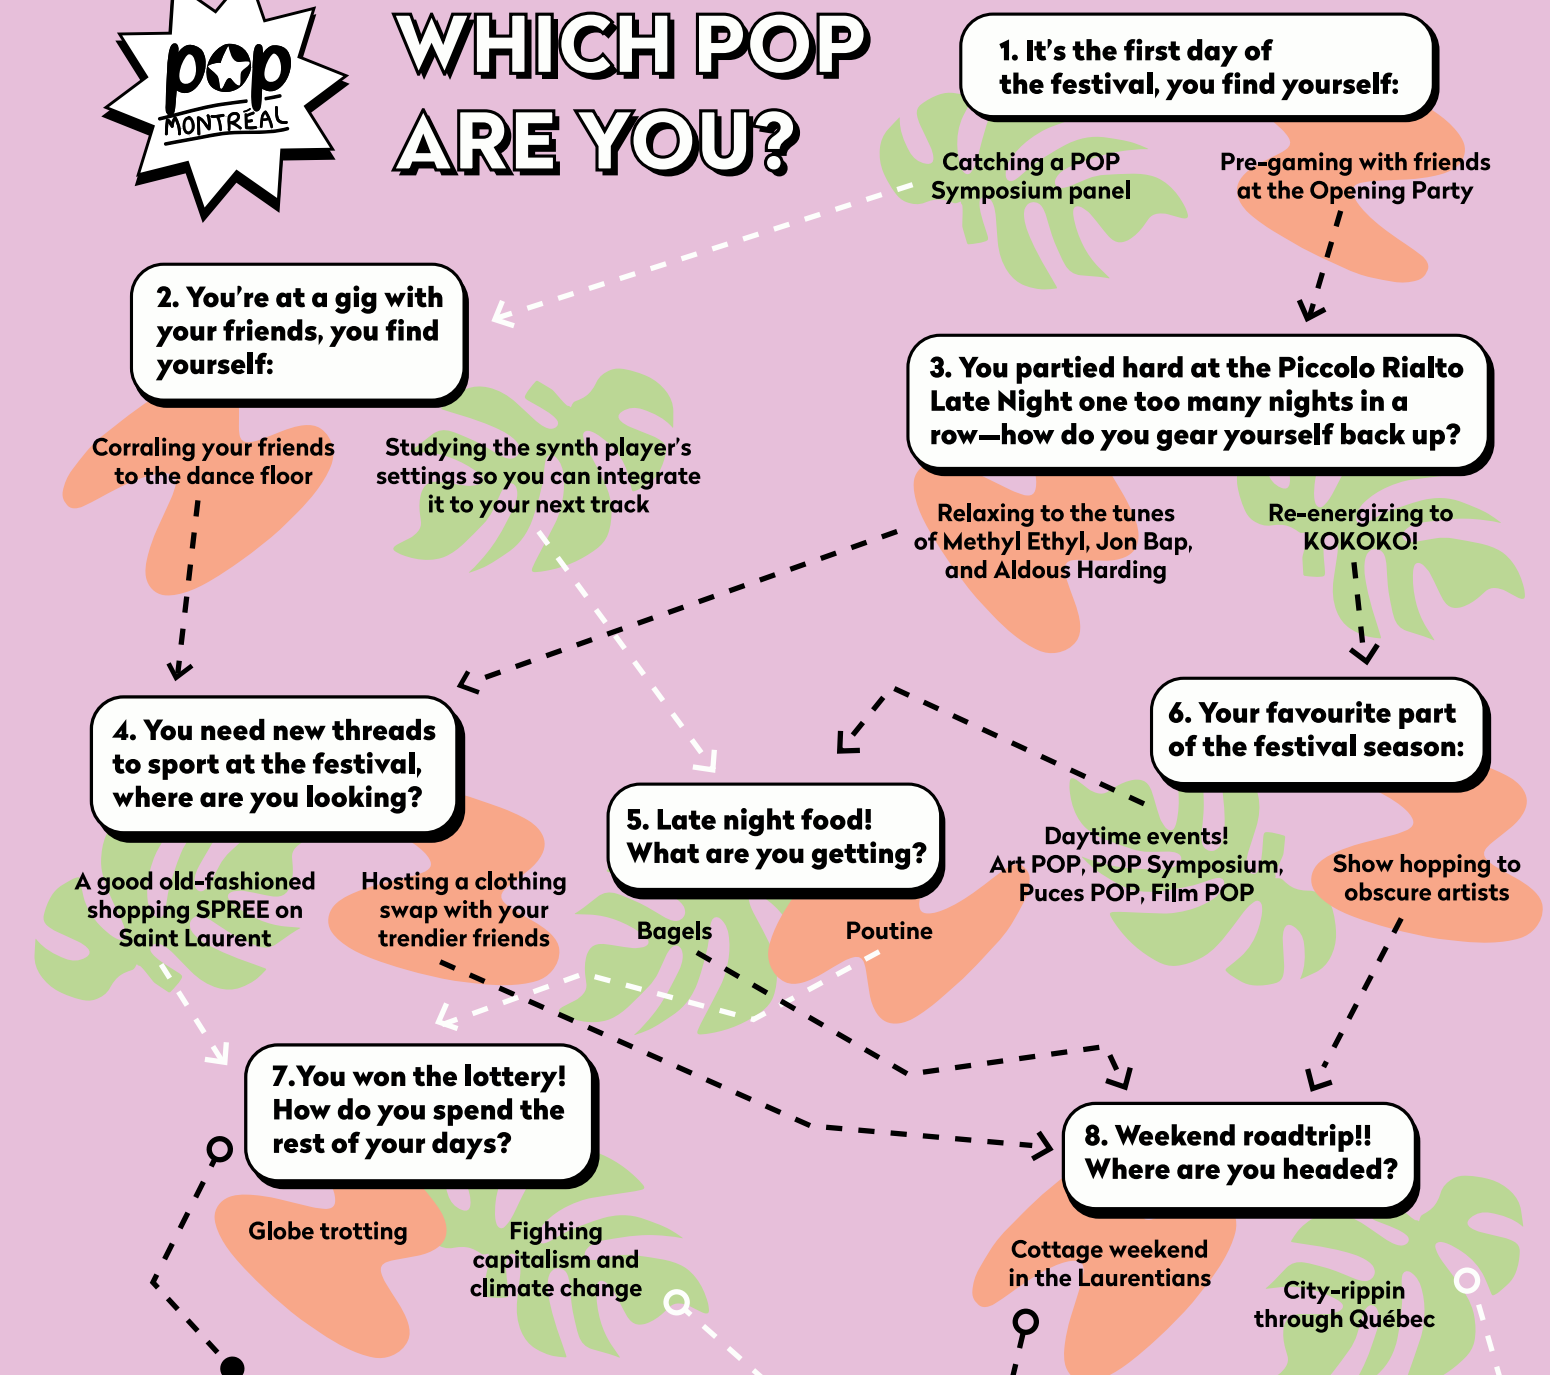 pop
MONTRÉAL
WHICH POP
ARE YOU?
1. It's the first day of
the festival, you find yourself:
Catching a POP
Symposium panel
Pre-gaming with friends
at the Opening Party
2. You're at a gig with
your friends, you find
yourself:
Corraling your friends
to the dance floor
Studying the synth player's
settings so you can integrate
it to your next track
3. You partied hard at the Piccolo Rialto
Late Night one too many nights in a
row—how do you gear yourself back up?
Relaxing to the tunes
of Methyl Ethyl, Jon Bap,
and Aldous Harding
Re-energizing to
KOKOKO!
4. You need new threads
to sport at the festival,
where are you looking?
A good old-fashioned
shopping SPREE on
Saint Laurent
Hosting a clothing
swap with your
trendier friends
5. Late night food!
What are you getting?
Bagels
Poutine
6. Your favourite part
of the festival season:
Daytime events!
Art POP, POP Symposium,
Puces POP, Film POP
Show hopping to
obscure artists
7.You won the lottery!
How do you spend the
rest of your days?
Globe trotting
Fighting
capitalism and
climate change
8. Weekend roadtrip!!
Where are you headed?
Cottage weekend
in the Laurentians
City-rippin
through Québec